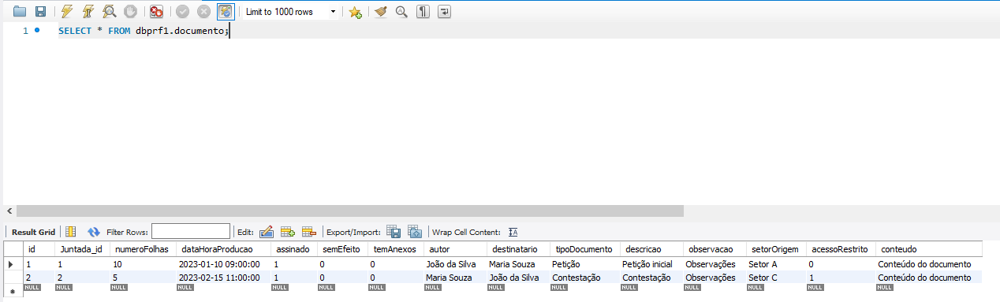 Limit to 1000 rows
1 SELECT * FROM dbprf1.documento;
Result Grid Filter Rows: Edit: Export/Import: Wrap Cell Content:
id Juntada_id numeroFolhas dataHoraProducao assinado semEfeito temAnexos autor destinatario tipoDocumento descricao observacao setorOrigem acessoRestrito conteudo
1 1 10 2023-01-10 09:00:00 1 0 0 João da Silva Maria Souza Petição Petição inicial Observações Setor A 0 Conteúdo do documento
2 2 5 2023-02-15 11:00:00 1 0 0 Maria Souza João da Silva Contestação Contestação Observações Setor C 1 Conteúdo do documento
NULL NULL NULL NULL NULL NULL NULL NULL NULL NULL NULL NULL NULL NULL NULL